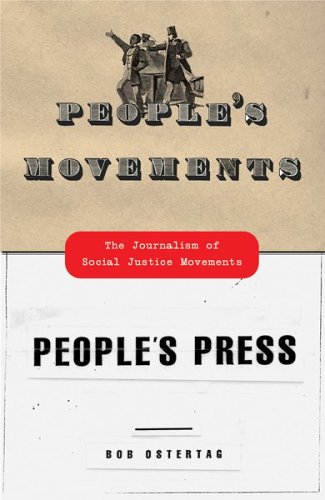 PEOPLE'S
MOVEMENTS
The Journalism of
Social Justice Movements
PEOPLE'S PRESS
BOB OSTERTAG